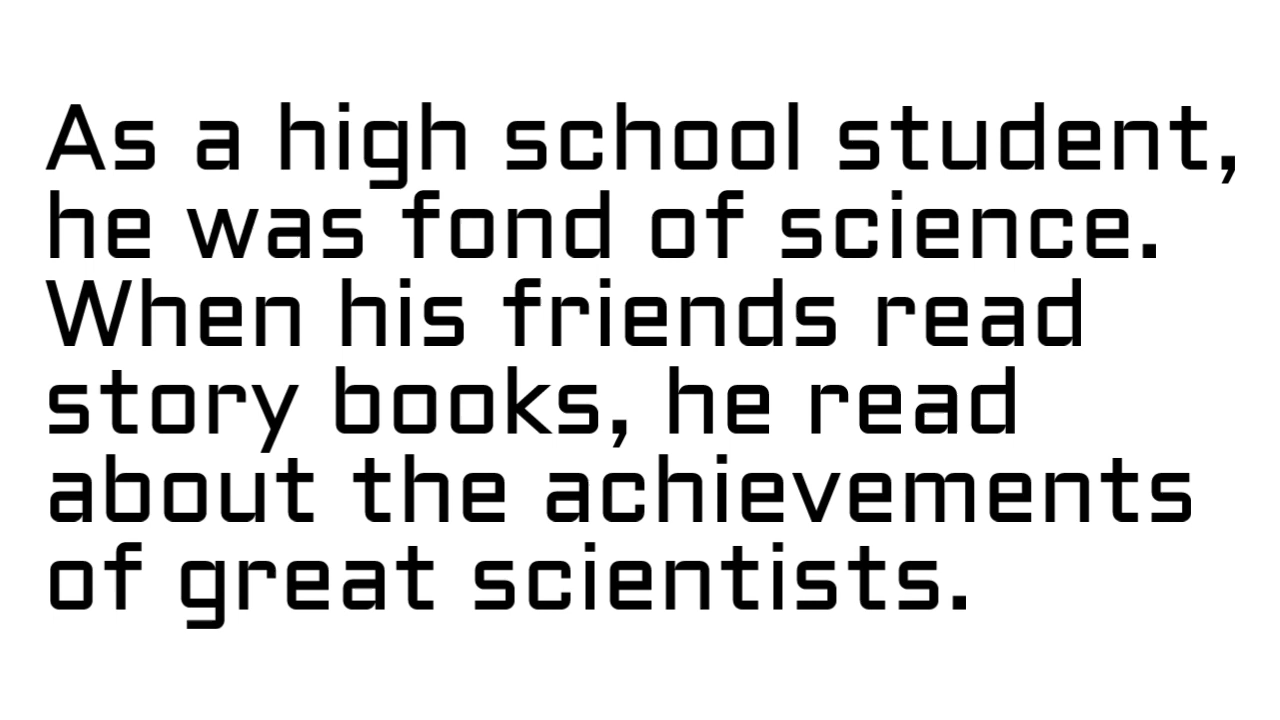 As a high school student,
he was fond of science.
When his friends read
story books, he read
about the achievements
of great scientists.